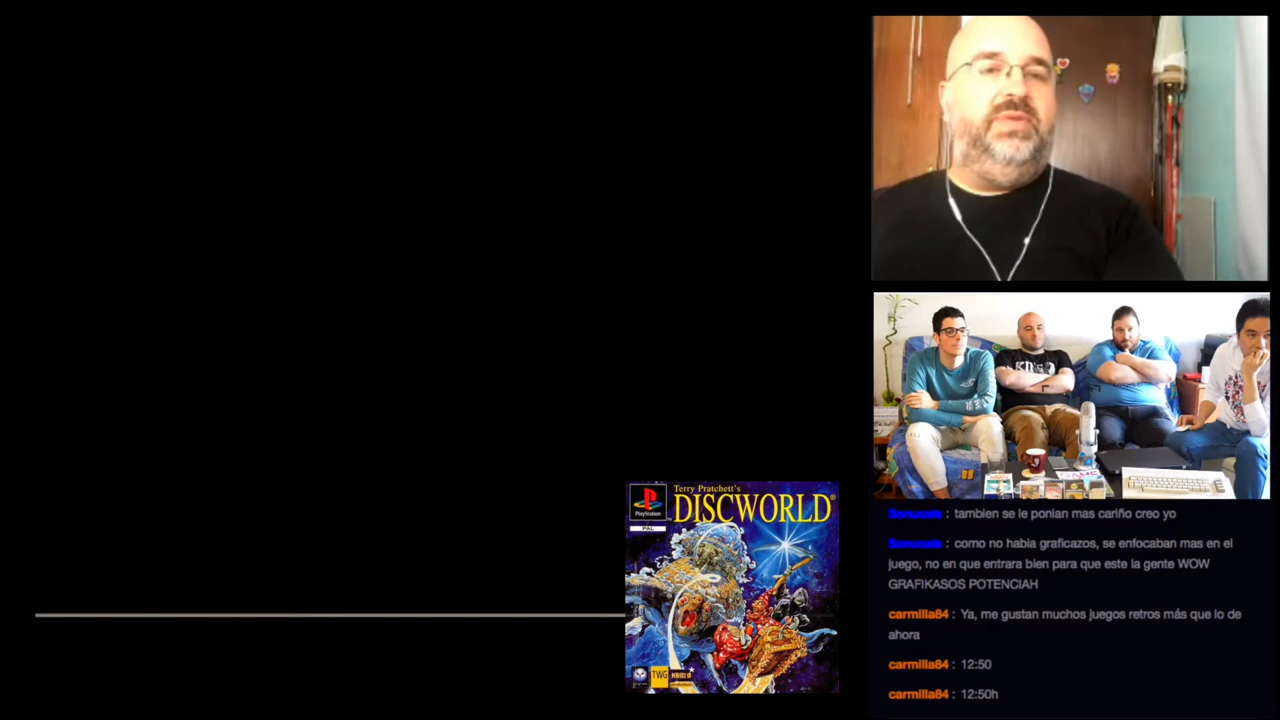 Terry Pratchett's
DISCWORLD®
PlayStation
PAL
TWG
: tambien se le ponian mas cariño creo yo
: como no habia graficazos, se enfocaban mas en el
juego, no en que entrara bien para que este la gente WOW
GRAFIKASOS POTENCIAH
carmilla84 : Ya, me gustan muchos juegos retros más que lo de
ahora
carmilla84 : 12:50
carmilla84 : 12:50h